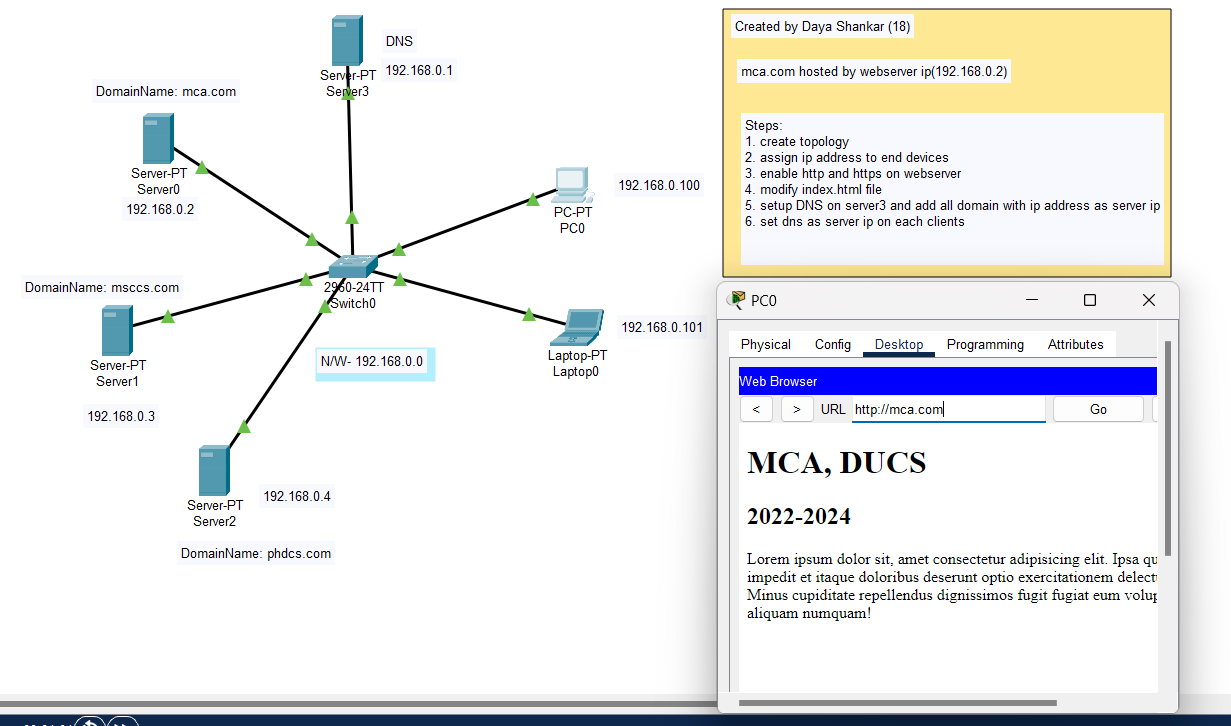 DNS
192.168.0.1
Server-PT
Server3
DomainName: mca.com
Server-PT
Server0
192.168.0.2
PC-PT
PC0
192.168.0.100
DomainName: msccs.com
Server-PT
Server1
192.168.0.3
2960-24TT
Switch0
192.168.0.101
Laptop-PT
Laptop0
N/W- 192.168.0.0
Server-PT
Server2
192.168.0.4
DomainName: phdcs.com
Created by Daya Shankar (18)
mca.com hosted by webserver ip(192.168.0.2)
Steps:
1. create topology
2. assign ip address to end devices
3. enable http and https on webserver
4. modify index.html file
5. setup DNS on server3 and add all domain with ip address as server ip
6. set dns as server ip on each clients
PC0
Physical Config Desktop Programming Attributes
Web Browser
< > URL http://mca.com Go
MCA, DUCS
2022-2024
Lorem ipsum dolor sit, amet consectetur adipisicing elit. Ipsa qu
impedit et itaque doloribus deserunt optio exercitationem delect
Minus cupiditate repellendus dignissimos fugit fugiat eum volup
aliquam numquam!